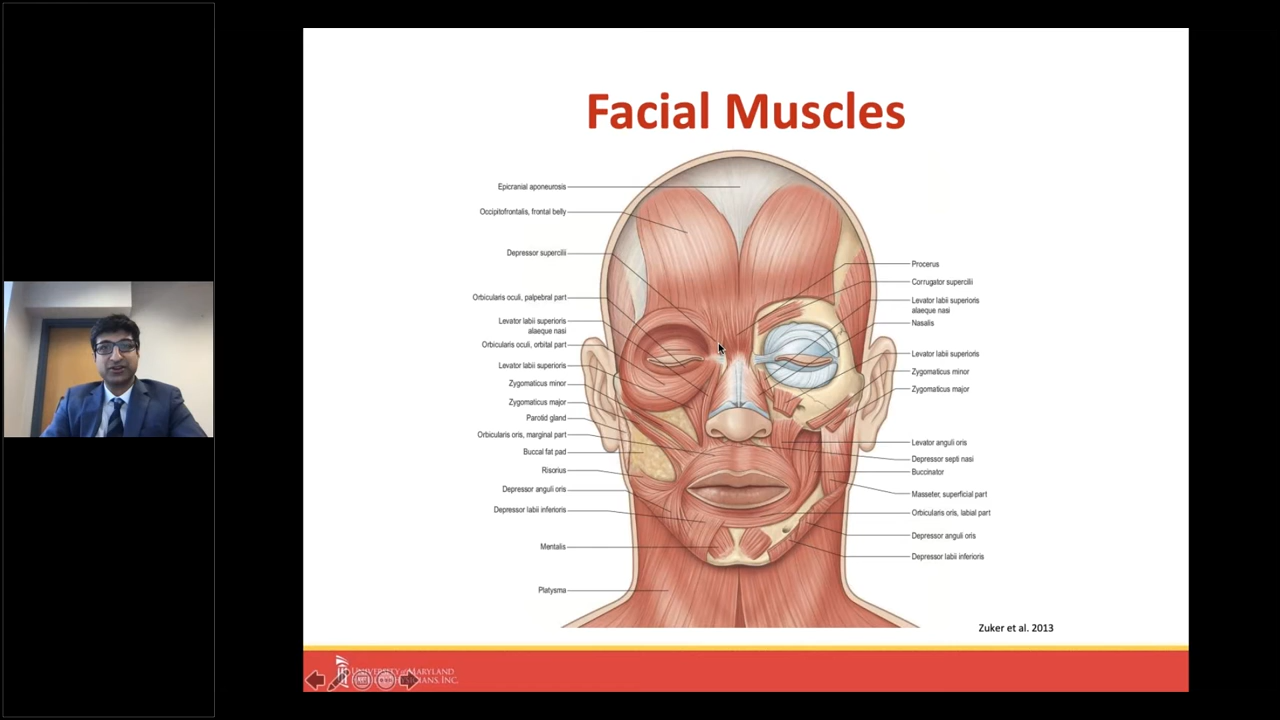 Facial Muscles
Epicranial aponeurosis
Occipitofrontalis, frontal belly
Depressor supercilii
Orbicularis oculi, palpebral part
Levator labii superioris
alaeque nasi
Orbicularis oculi, orbital part
Levator labii superioris
Zygomaticus minor
Zygomaticus major
Parotid gland
Orbicularis oris, marginal part
Buccal fat pad
Risorius
Depressor anguli oris
Depressor labii inferioris
Mentalis
Platysma
Procerus
Corrugator supercilii
Levator labii superioris
alaeque nasi
Nasalis
Levator labii superioris
Zygomaticus minor
Zygomaticus major
Levator anguli oris
Depressor septi nasi
Buccinator
Masseter, superficial part
Orbicularis oris, labial part
Depressor anguli oris
Depressor labii inferioris
Zuker et al. 2013
University of Maryland